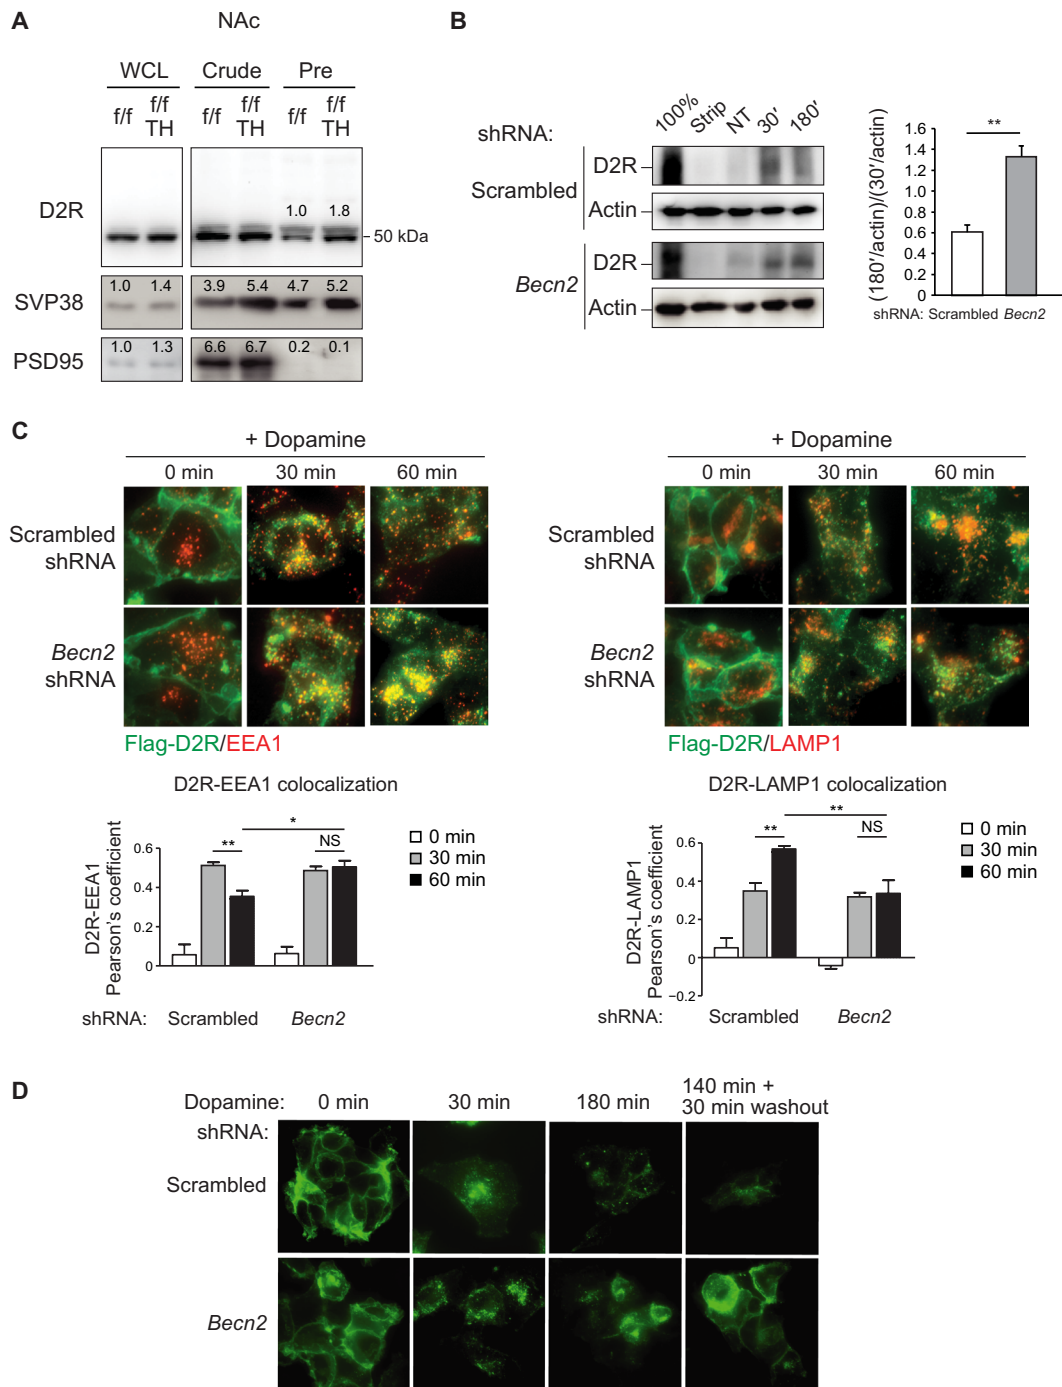 A
NAc
WCL Crude Pre
f/f f/f TH f/f f/f TH f/f f/f TH
D2R
1.0 1.8
50 kDa
SVP38
1.0 1.4 3.9 5.4 4.7 5.2
PSD95
1.0 1.3 6.6 6.7 0.2 0.1
B
shRNA:
100% Strip NT 30′ 180′
Scrambled
D2R
Actin
Becn2
D2R
Actin
(180′/actin)/(30′/actin)
1.6
1.4
1.2
1.0
0.8
0.6
0.4
0.2
0
**
shRNA: Scrambled Becn2
C
+ Dopamine
0 min 30 min 60 min
Scrambled
shRNA
Becn2
shRNA
Flag-D2R/EEA1
D2R-EEA1 colocalization
D2R-EEA1
Pearson's coefficient
0.6
0.4
0.2
0
**
*
NS
0 min
30 min
60 min
shRNA: Scrambled Becn2
+ Dopamine
0 min 30 min 60 min
Scrambled
shRNA
Becn2
shRNA
Flag-D2R/LAMP1
D2R-LAMP1 colocalization
D2R-LAMP1
Pearson's coefficient
0.6
0.4
0.2
0
−0.2
**
**
NS
0 min
30 min
60 min
shRNA: Scrambled Becn2
D
Dopamine: 0 min 30 min 180 min 140 min +
30 min washout
shRNA:
Scrambled
Becn2